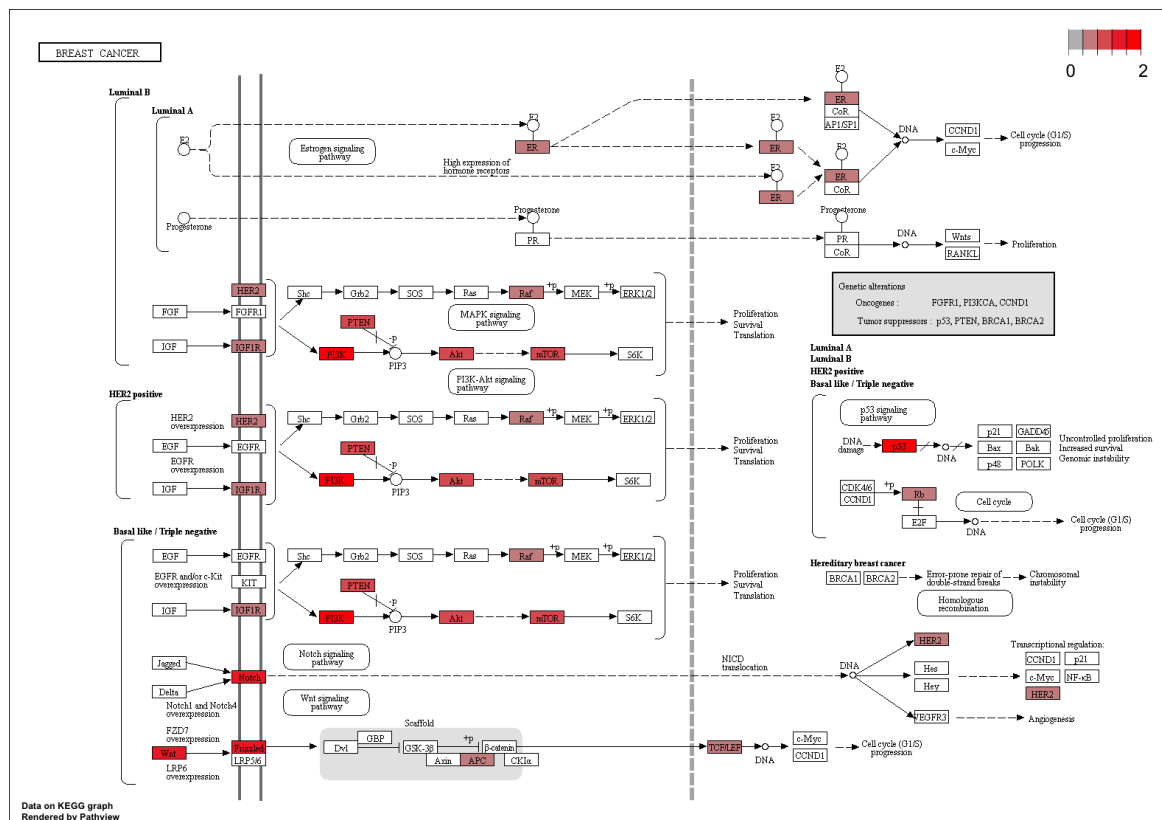 BREAST CANCER
0 2
Luminal B
Luminal A
E2
Estrogen signaling
pathway
High expression of
hormone receptors
E2
ER
E2
ER
E2
ER
E2
ER
CoR
AP1/SP1
E2
ER
CoR
DNA
CCND1
c-Myc
Cell cycle (G1/S)
progression
Progesterone
Progesterone
PR
Progesterone
PR
CoR
DNA
Wnts
RANKL
Proliferation
HER2
FGF
FGFR1
IGF
IGF1R
Shc
Grb2
SOS
Ras
Raf
+p
MEK
+p
ERK1/2
MAPK signaling
pathway
PTEN
-p
PI3K
PIP3
Akt
mTOR
S6K
PI3K-Akt signaling
pathway
Proliferation
Survival
Translation
Genetic alterations
Oncogenes : FGFR1, PI3KCA, CCND1
Tumor suppressors : p53, PTEN, BRCA1, BRCA2
HER2 positive
HER2
overexpression
HER2
EGF
EGFR
EGFR
overexpression
IGF
IGF1R
Shc
Grb2
SOS
Ras
Raf
+p
MEK
+p
ERK1/2
PTEN
-p
PI3K
PIP3
Akt
mTOR
S6K
Proliferation
Survival
Translation
Luminal A
Luminal B
HER2 positive
Basal like / Triple negative
p53 signaling
pathway
DNA
damage
p53
DNA
p21
GADD45
Bax
Bak
p48
POLK
Uncontrolled proliferation
Increased survival
Genomic instability
CDK4/6
CCND1
+p
Rb
E2F
Cell cycle
DNA
Cell cycle (G1/S)
progression
Basal like / Triple negative
EGF
EGFR
EGFR and/or c-Kit
overexpression
KIT
IGF
IGF1R
Shc
Grb2
SOS
Ras
Raf
+p
MEK
+p
ERK1/2
PTEN
-p
PI3K
PIP3
Akt
mTOR
S6K
Proliferation
Survival
Translation
Hereditary breast cancer
BRCA1
BRCA2
Error-prone repair of
double-strand breaks
Chromosomal
instability
Homologous
recombination
Jagged
Delta
Notch
Notch1 and Notch4
overexpression
Notch signaling
pathway
NICD
translocation
DNA
HER2
Hes
Hey
VEGFR3
Angiogenesis
Transcriptional regulation:
CCND1
p21
c-Myc
NF-κB
HER2
Wnt signaling
pathway
FZD7
overexpression
Wnt
LRP6
overexpression
Frizzled
LRP5/6
Scaffold
Dvl
GBP
GSK-3β
+p
β-catenin
Axin
APC
CKIα
TCF/LEF
DNA
c-Myc
CCND1
Cell cycle (G1/S)
progression
Data on KEGG graph
Rendered by Pathview